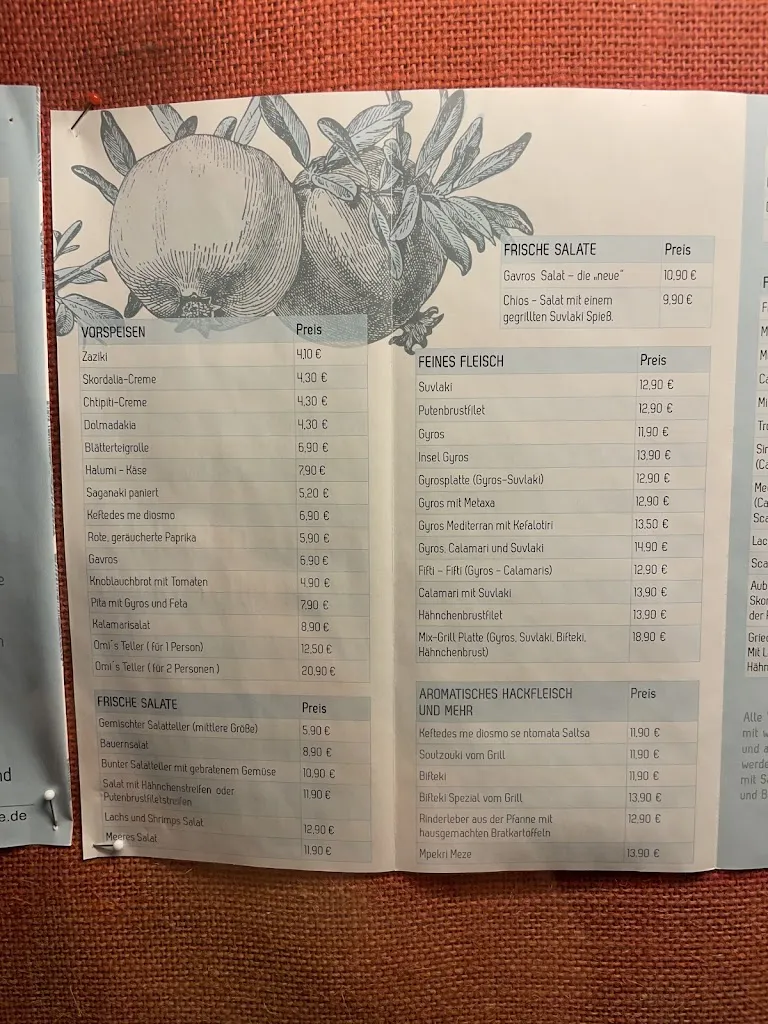 VORSPEISEN Preis
Zaziki 4,10 €
Skordalia-Creme 4,30 €
Chtipiti-Creme 4,30 €
Dolmadakia 4,30 €
Blätterteigrolle 6,90 €
Halumi - Käse 7,90 €
Saganaki paniert 5,20 €
Keftedes me diosmo 6,90 €
Rote, geräucherte Paprika 5,90 €
Gavros 6,90 €
Knoblauchbrot mit Tomaten 4,90 €
Pita mit Gyros und Feta 7,90 €
Kalamarisalat 8,90 €
Omi´s Teller ( für 1 Person) 12,50 €
Omi´s Teller ( für 2 Personen ) 20,90 €
FRISCHE SALATE Preis
Gemischter Salatteller (mittlere Größe) 5,90 €
Bauernsalat 8,90 €
Bunter Salatteller mit gebratenem Gemüse 10,90 €
Salat mit Hähnchenstreifen oder 11,90 €
Putenbrustfiletstreifen
Lachs und Shrimps Salat 12,90 €
Meeres Salat 11,90 €
FRISCHE SALATE Preis
Gavros Salat – die „neue“ 10,90 €
Chios – Salat mit einem 9,90 €
gegrillten Suvlaki Spieß.
FEINES FLEISCH Preis
Suvlaki 12,90 €
Putenbrustfilet 12,90 €
Gyros 11,90 €
Insel Gyros 13,90 €
Gyrosplatte (Gyros-Suvlaki) 12,90 €
Gyros mit Metaxa 12,90 €
Gyros Mediterran mit Kefalotiri 13,50 €
Gyros, Calamari und Suvlaki 14,90 €
Fifti – Fifti (Gyros – Calamaris) 12,90 €
Calamari mit Suvlaki 13,90 €
Hähnchenbrustfilet 13,90 €
Mix-Grill Platte (Gyros, Suvlaki, Bifteki, 18,90 €
Hähnchenbrust)
AROMATISCHES HACKFLEISCH Preis
UND MEHR
Keftedes me diosmo se ntomata Saltsa 11,90 €
Soutzouki vom Grill 11,90 €
Bifteki 11,90 €
Bifteki Spezial vom Grill 13,90 €
Rinderleber aus der Pfanne mit 12,90 €
hausgemachten Bratkartoffeln
Mpekri Meze 13,90 €
e.de
Alle
mit
und
werde
mit
und